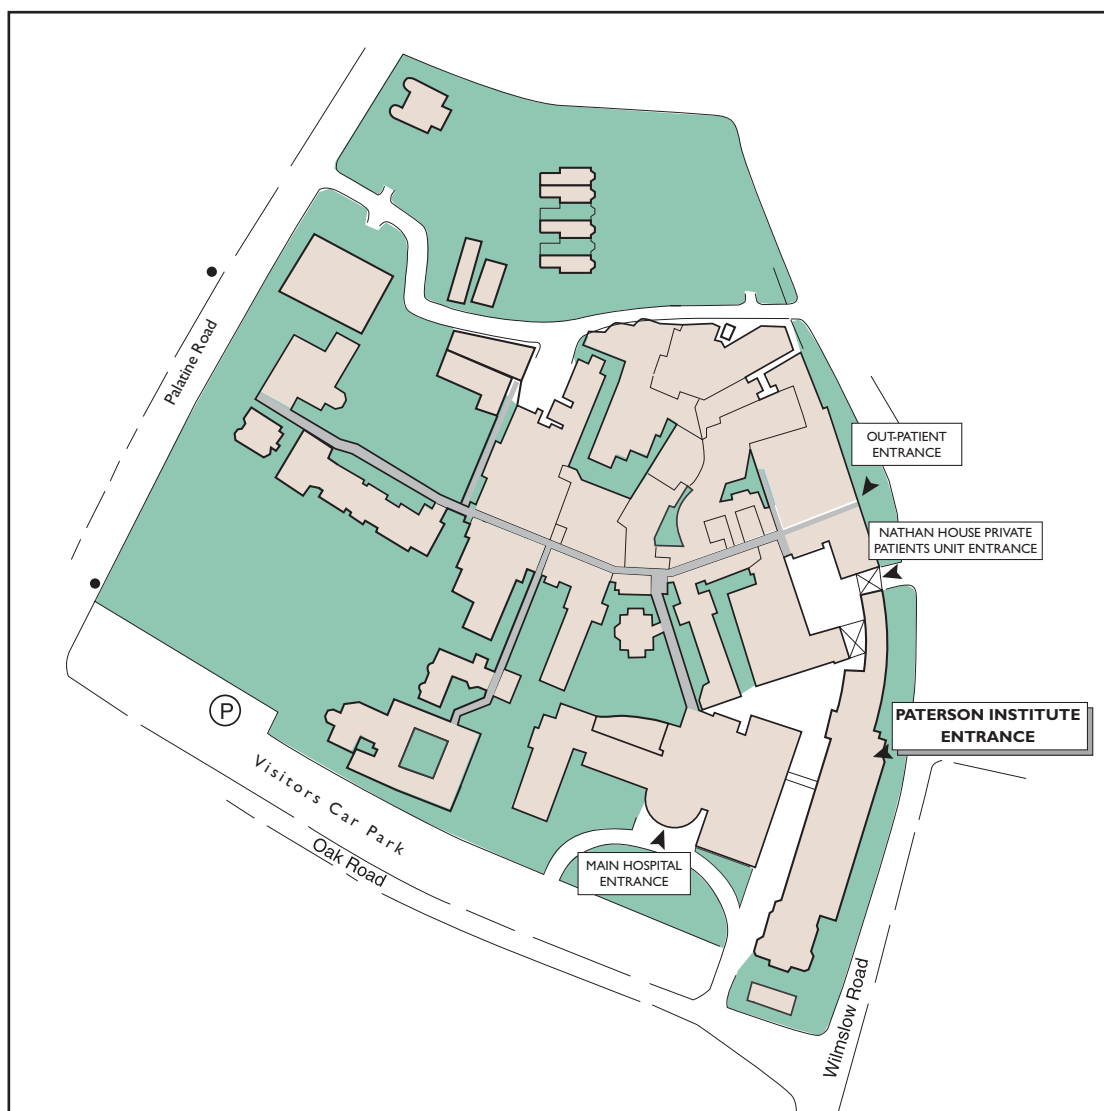 Palatine Road
OUT-PATIENT
ENTRANCE
NATHAN HOUSE PRIVATE
PATIENTS UNIT ENTRANCE
P
PATERSON INSTITUTE
ENTRANCE
Visitors Car Park
Oak Road
MAIN HOSPITAL
ENTRANCE
Wilmslow Road